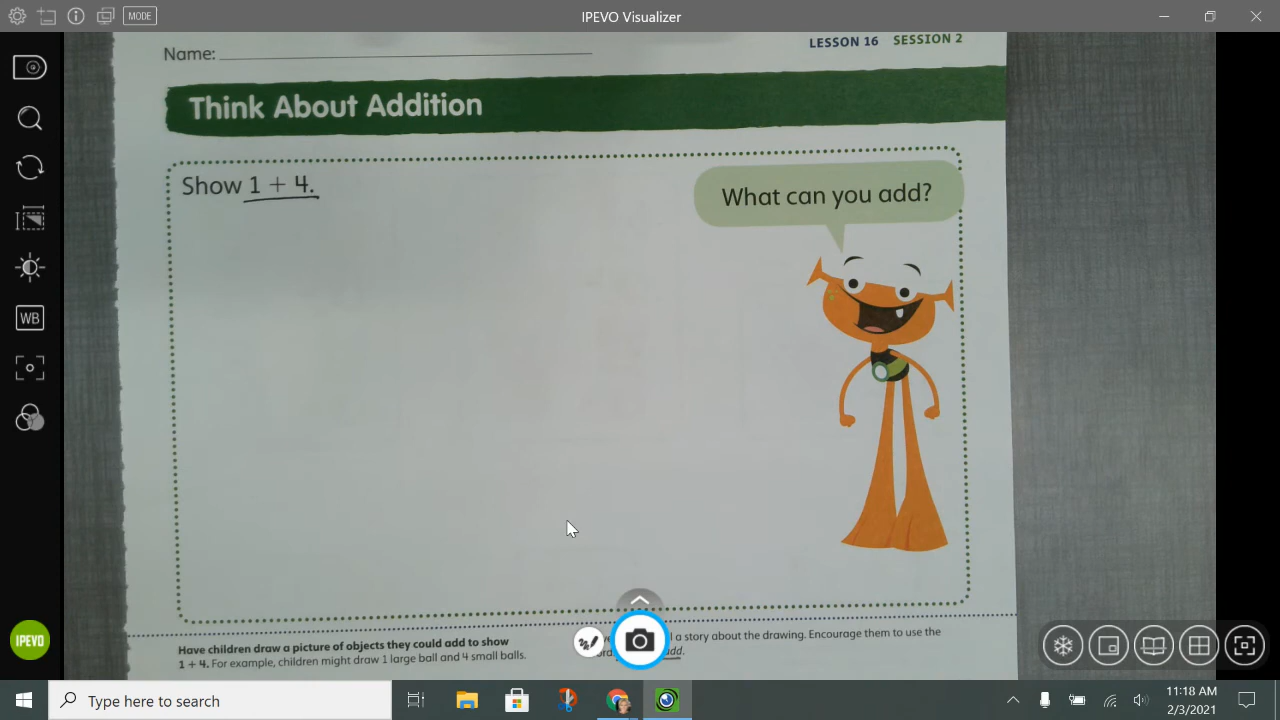 MODE
IPEVO Visualizer
Name:
LESSON 16 SESSION 2
Think About Addition
Show 1 + 4.
What can you add?
WB
IPEVO
Have children draw a picture of objects they could add to show
1 + 4. For example, children might draw 1 large ball and 4 small balls.
a story about the drawing. Encourage them to use the
add.
Type here to search
11:18 AM
2/3/2021